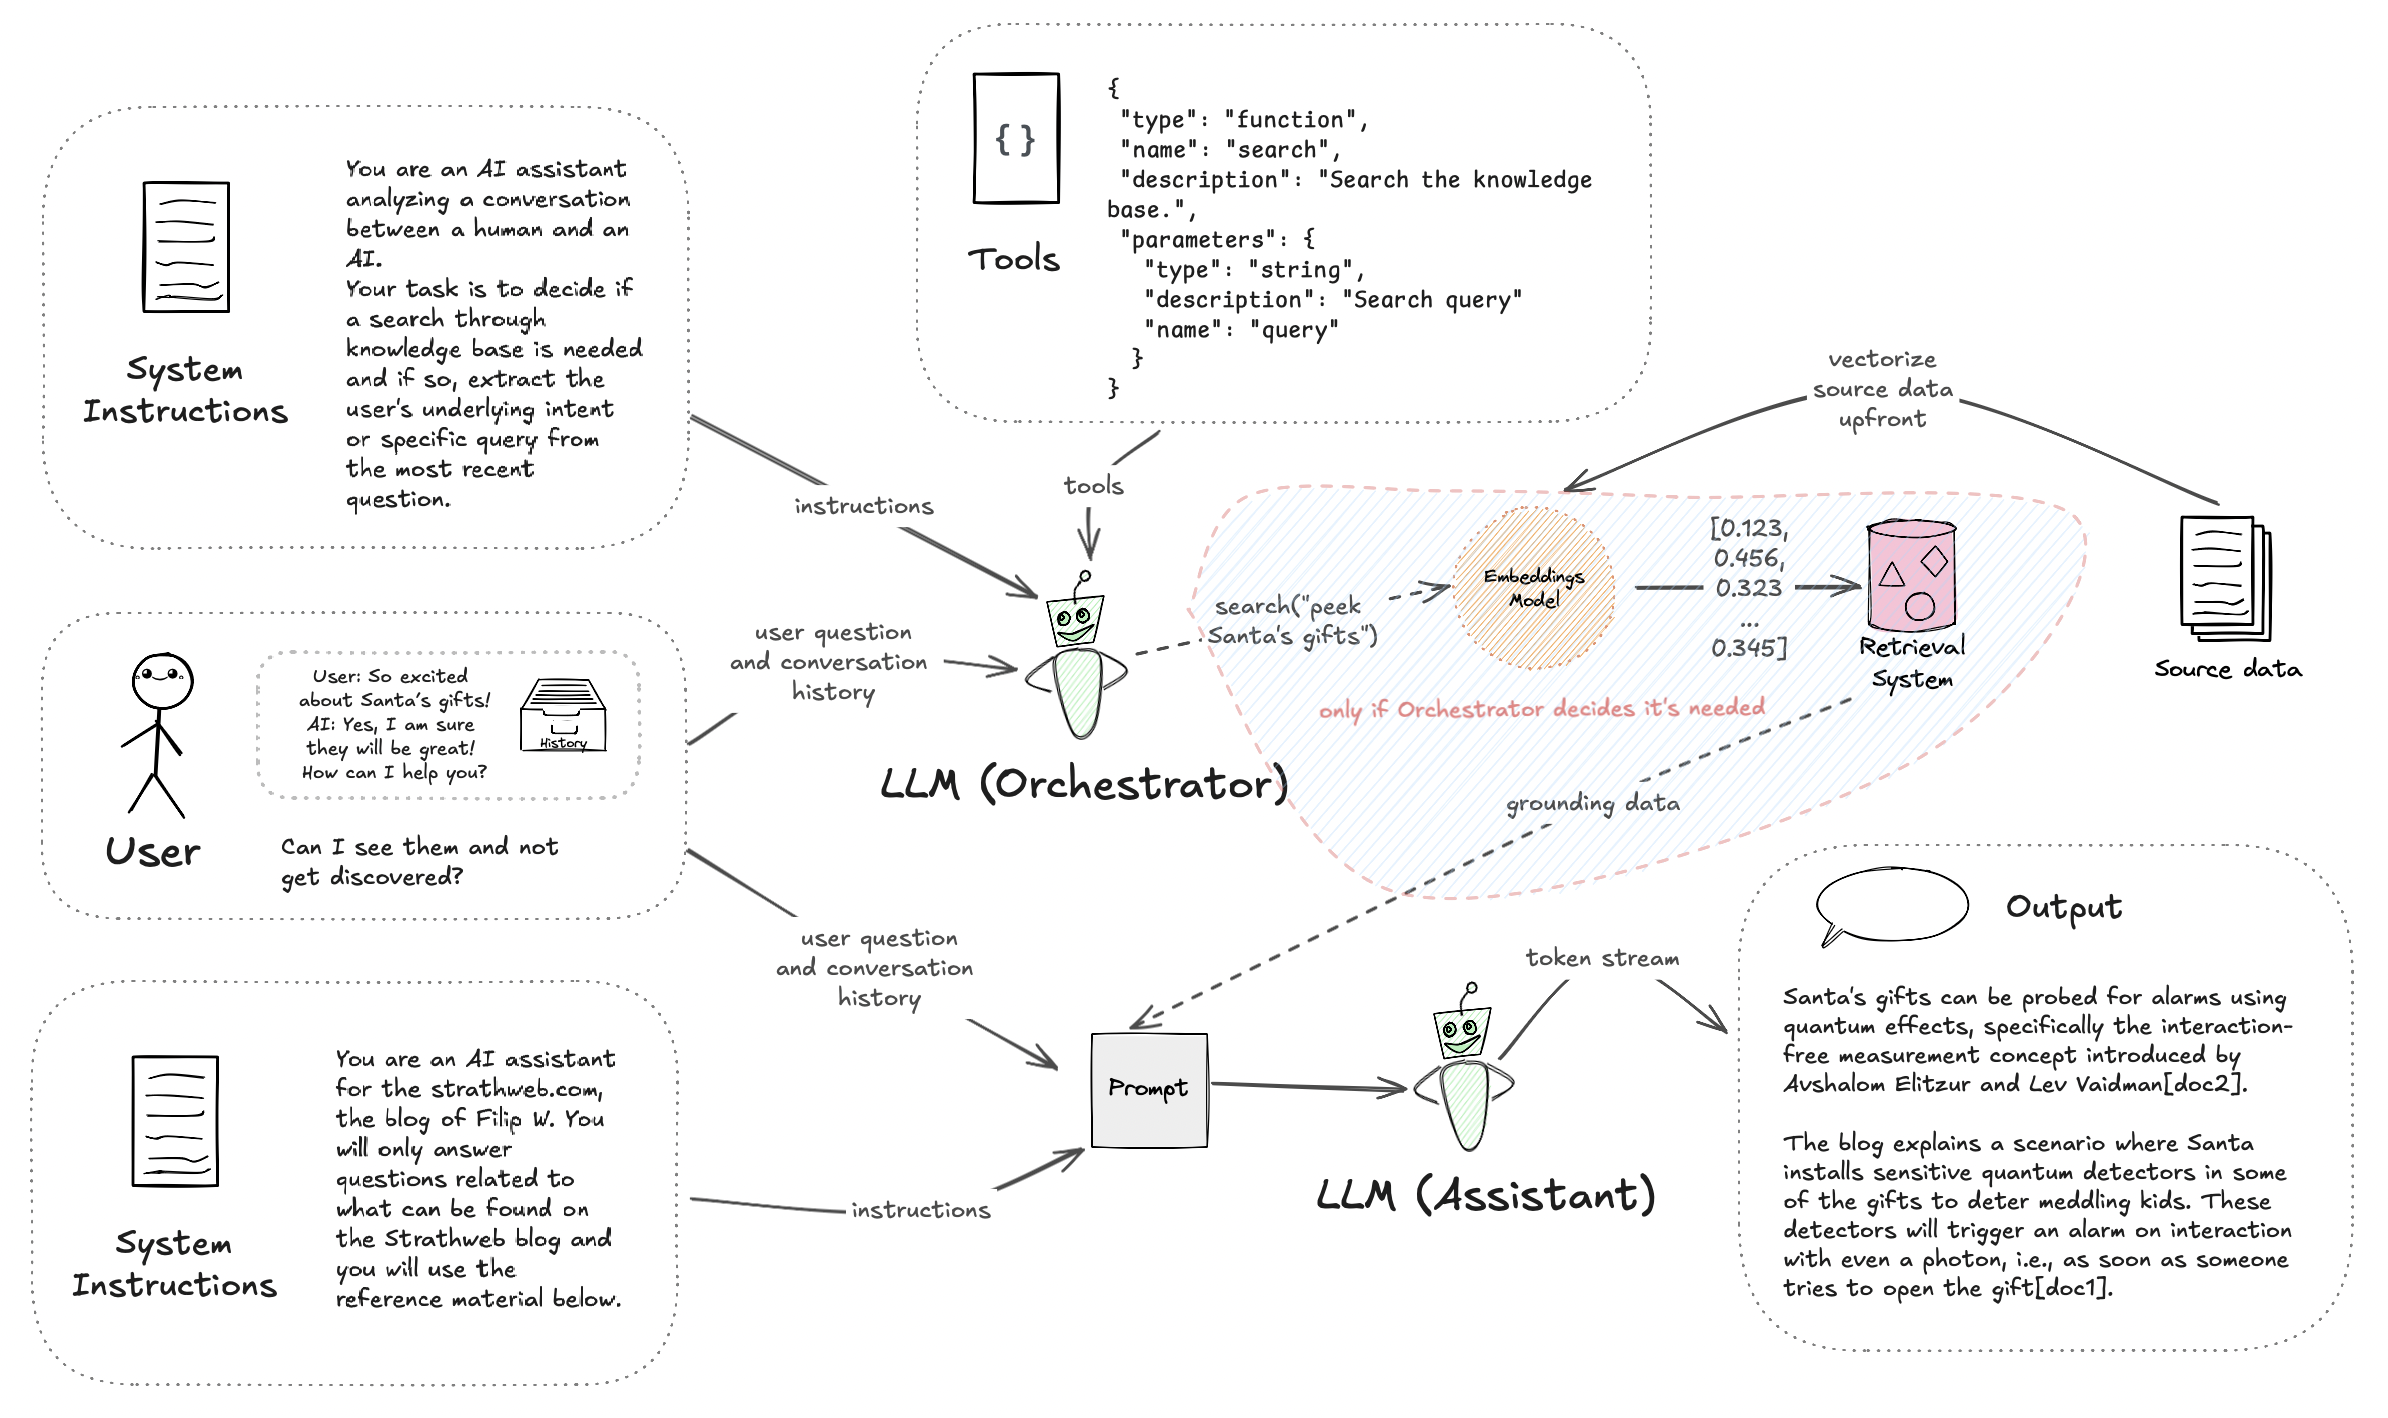 You are an AI assistant
analyzing a conversation
between a human and an
AI.
Your task is to decide if
a search through
knowledge base is needed
and if so, extract the
user's underlying intent
or specific query from
the most recent
question.
System
Instructions
{ }
Tools
{
"type": "function",
"name": "search",
"description": "Search the knowledge
base.",
"parameters": {
"type": "string",
"description": "Search query"
"name": "query"
}
}
vectorize
source data
upfront
instructions
tools
User: So excited
about Santa's gifts!
AI: Yes, I am sure
they will be great!
How can I help you?
History
User
Can I see them and not
get discovered?
user question
and conversation
history
LLM (Orchestrator)
search("peek
Santa's gifts")
Embeddings
Model
[0.123,
0.456,
0.323
...
0.345]
Retrieval
System
Source data
only if Orchestrator decides it's needed
grounding data
user question
and conversation
history
You are an AI assistant
for the strathweb.com,
the blog of Filip W. You
will only answer
questions related to
what can be found on
the Strathweb blog and
you will use the
reference material below.
System
Instructions
instructions
Prompt
LLM (Assistant)
token stream
Output
Santa's gifts can be probed for alarms using
quantum effects, specifically the interaction-
free measurement concept introduced by
Avshalom Elitzur and Lev Vaidman[doc2].
The blog explains a scenario where Santa
installs sensitive quantum detectors in some
of the gifts to deter meddling kids. These
detectors will trigger an alarm on interaction
with even a photon, i.e., as soon as someone
tries to open the gift[doc1].